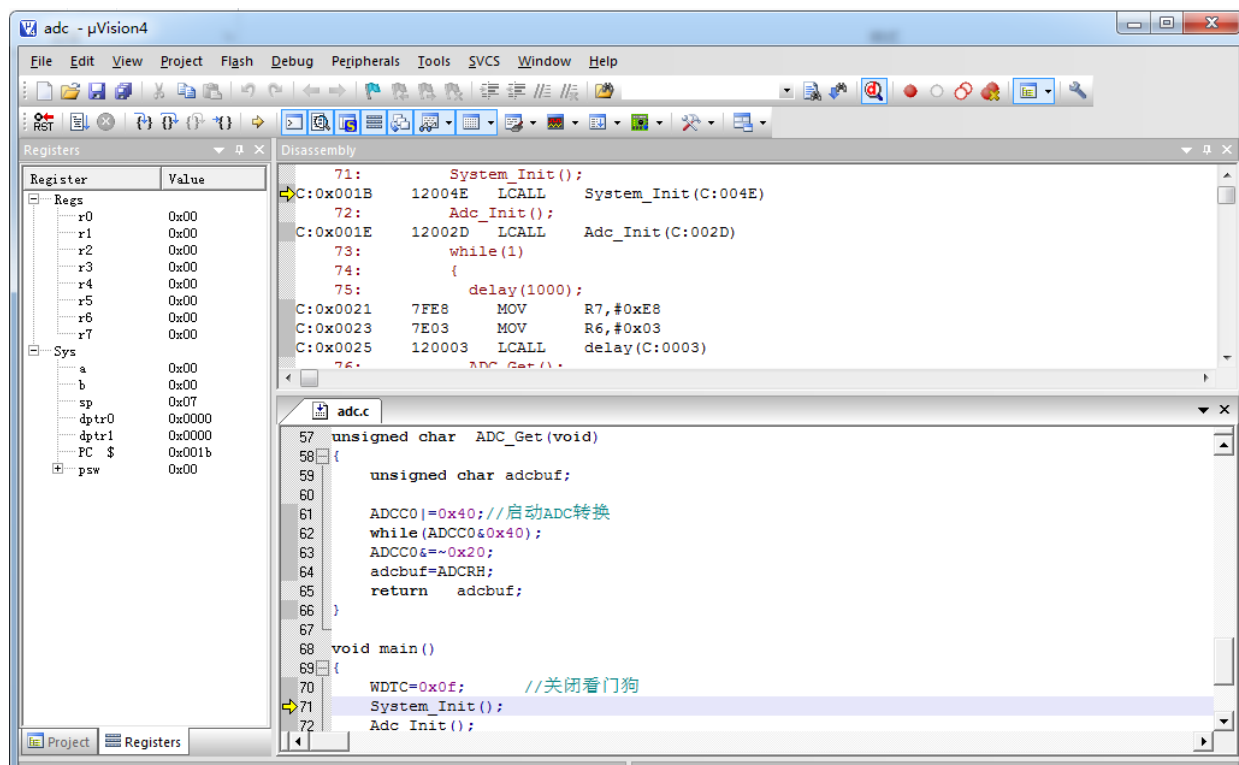 adc - µVision4
File Edit View Project Flash Debug Peripherals Tools SVCS Window Help
RST
Registers
Register Value
Regs
r0 0x00
r1 0x00
r2 0x00
r3 0x00
r4 0x00
r5 0x00
r6 0x00
r7 0x00
Sys
a 0x00
b 0x00
sp 0x07
dptr0 0x0000
dptr1 0x0000
PC $ 0x001b
psw 0x00
Project Registers
Disassembly
71: System_Init();
C:0x001B 12004E LCALL System_Init(C:004E)
72: Adc_Init();
C:0x001E 12002D LCALL Adc_Init(C:002D)
73: while(1)
74: {
75: delay(1000);
C:0x0021 7FE8 MOV R7,#0xE8
C:0x0023 7E03 MOV R6,#0x03
C:0x0025 120003 LCALL delay(C:0003)
76: ADC_Get();
adc.c
57 unsigned char ADC_Get(void)
58 {
59 unsigned char adcbuf;
60
61 ADCC0|=0x40;//启动ADC转换
62 while(ADCC0&0x40);
63 ADCC0&=~0x20;
64 adcbuf=ADCRH;
65 return adcbuf;
66 }
67
68 void main()
69 {
70 WDTC=0x0f; //关闭看门狗
71 System_Init();
72 Adc_Init();